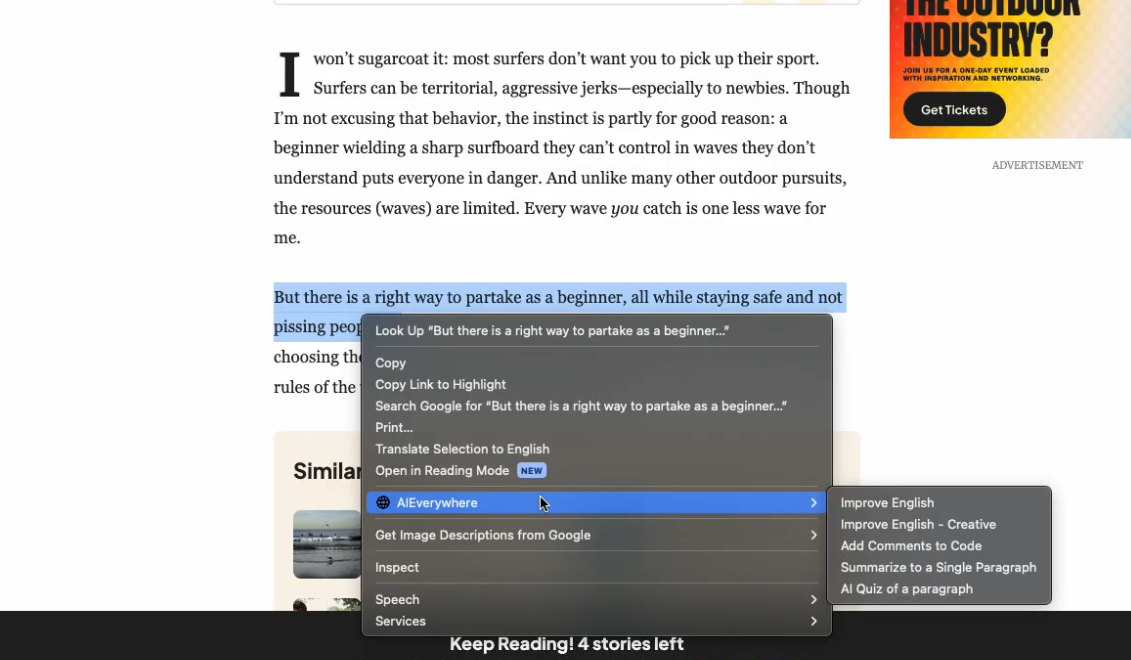 THE OUTDOOR
INDUSTRY?
JOIN US FOR A ONE-DAY EVENT LOADED
WITH INSPIRATION AND NETWORKING.
Get Tickets
ADVERTISEMENT
I won’t sugarcoat it: most surfers don’t want you to pick up their sport.
Surfers can be territorial, aggressive jerks—especially to newbies. Though
I’m not excusing that behavior, the instinct is partly for good reason: a
beginner wielding a sharp surfboard they can’t control in waves they don’t
understand puts everyone in danger. And unlike many other outdoor pursuits,
the resources (waves) are limited. Every wave you catch is one less wave for
me.
But there is a right way to partake as a beginner, all while staying safe and not
pissing
choosing
rules of the
Look Up “But there is a right way to partake as a beginner...”
Copy
Copy Link to Highlight
Search Google for “But there is a right way to partake as a beginner...”
Print...
Translate Selection to English
Open in Reading Mode NEW
AIEverywhere
Get Image Descriptions from Google
Inspect
Speech
Services
Improve English
Improve English - Creative
Add Comments to Code
Summarize to a Single Paragraph
AI Quiz of a paragraph
Keep Reading! 4 stories left